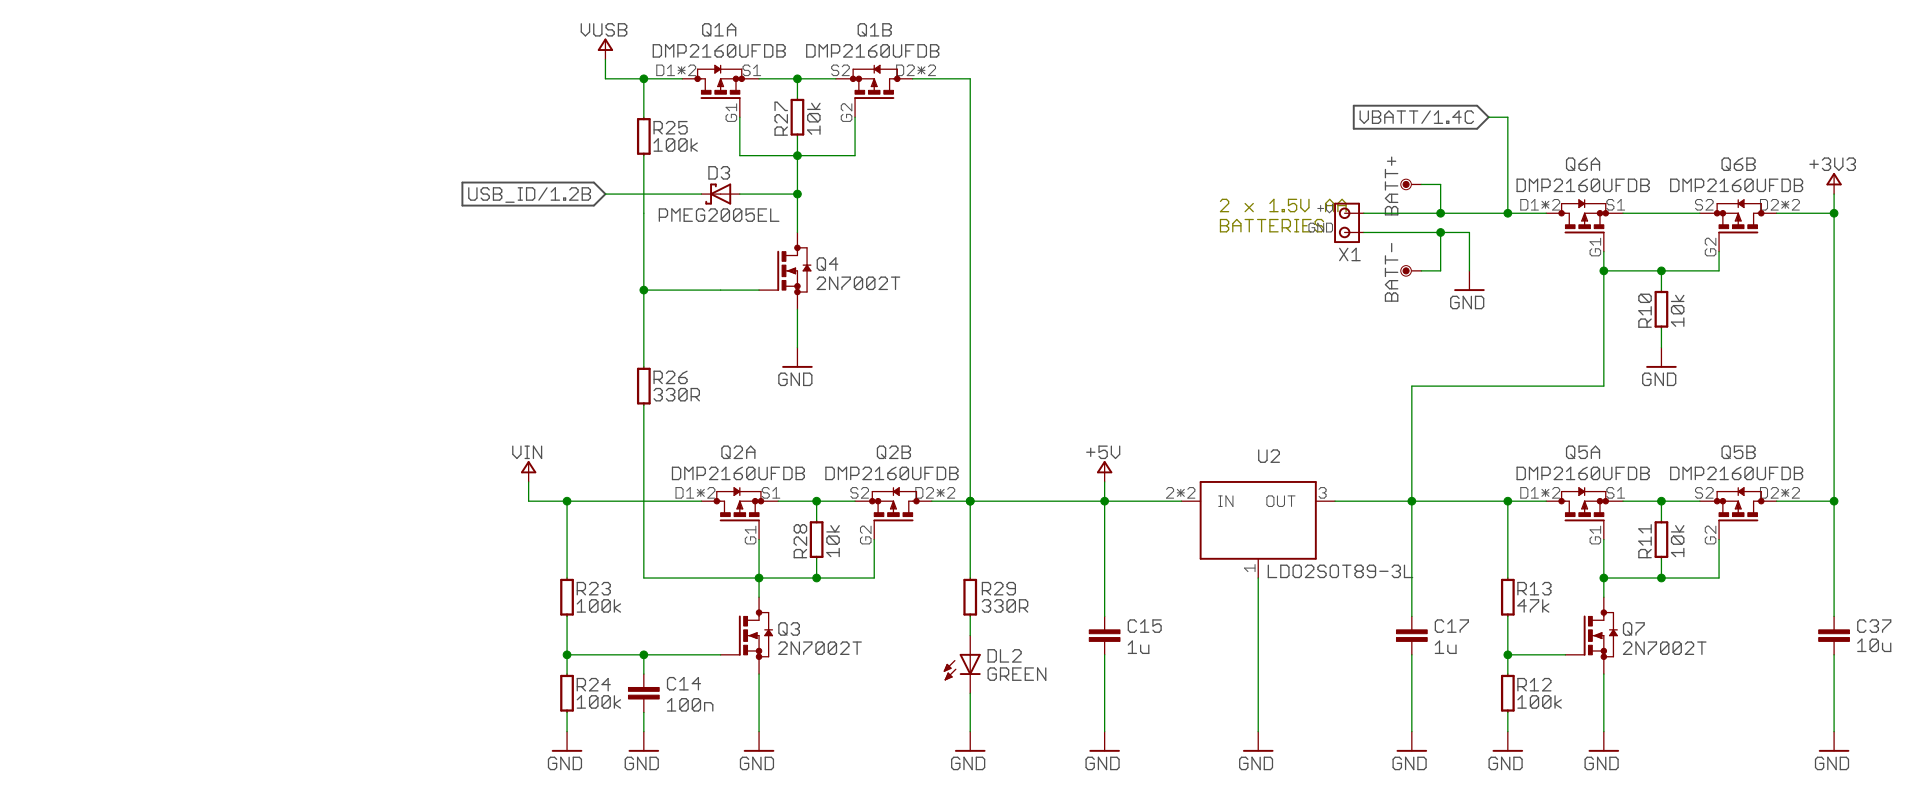 VUSB
Q1A
DMP2160UFDB
D1*2
S1
G1
Q1B
DMP2160UFDB
S2
D2*2
G2
R27
10k
R25
100k
USB_ID/1.2B
D3
PMEG2005EL
Q4
2N7002T
GND
R26
330R
VBATT/1.4C
2 x 1.5V AA
BATTERIES
+V
GND
X1
BATT+
BATT-
GND
Q6A
DMP2160UFDB
D1*2
S1
G1
Q6B
DMP2160UFDB
S2
D2*2
G2
+3V3
R10
10k
GND
VIN
Q2A
DMP2160UFDB
D1*2
S1
G1
Q2B
DMP2160UFDB
S2
D2*2
G2
R28
10k
+5V
U2
2*2
IN
OUT
3
1
LDO2SOT89-3L
Q5A
DMP2160UFDB
D1*2
S1
G1
Q5B
DMP2160UFDB
S2
D2*2
G2
R11
10k
R23
100k
R24
100k
C14
100n
Q3
2N7002T
R29
330R
DL2
GREEN
C15
1u
C17
1u
R13
47k
R12
100k
Q7
2N7002T
C37
10u
GND
GND
GND
GND
GND
GND
GND
GND
GND
GND